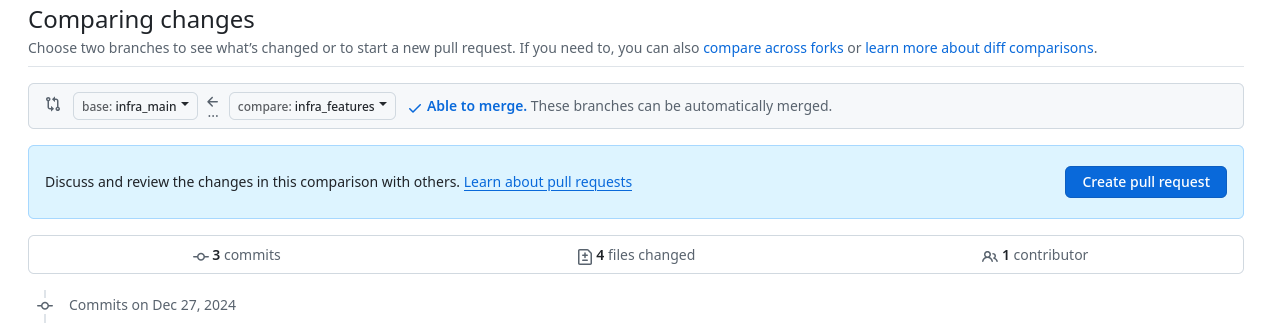 Comparing changes
Choose two branches to see what's changed or to start a new pull request. If you need to, you can also compare across forks or learn more about diff comparisons.
base: infra_main ... compare: infra_features Able to merge. These branches can be automatically merged.
Discuss and review the changes in this comparison with others. Learn about pull requests Create pull request
3 commits 4 files changed 1 contributor
Commits on Dec 27, 2024